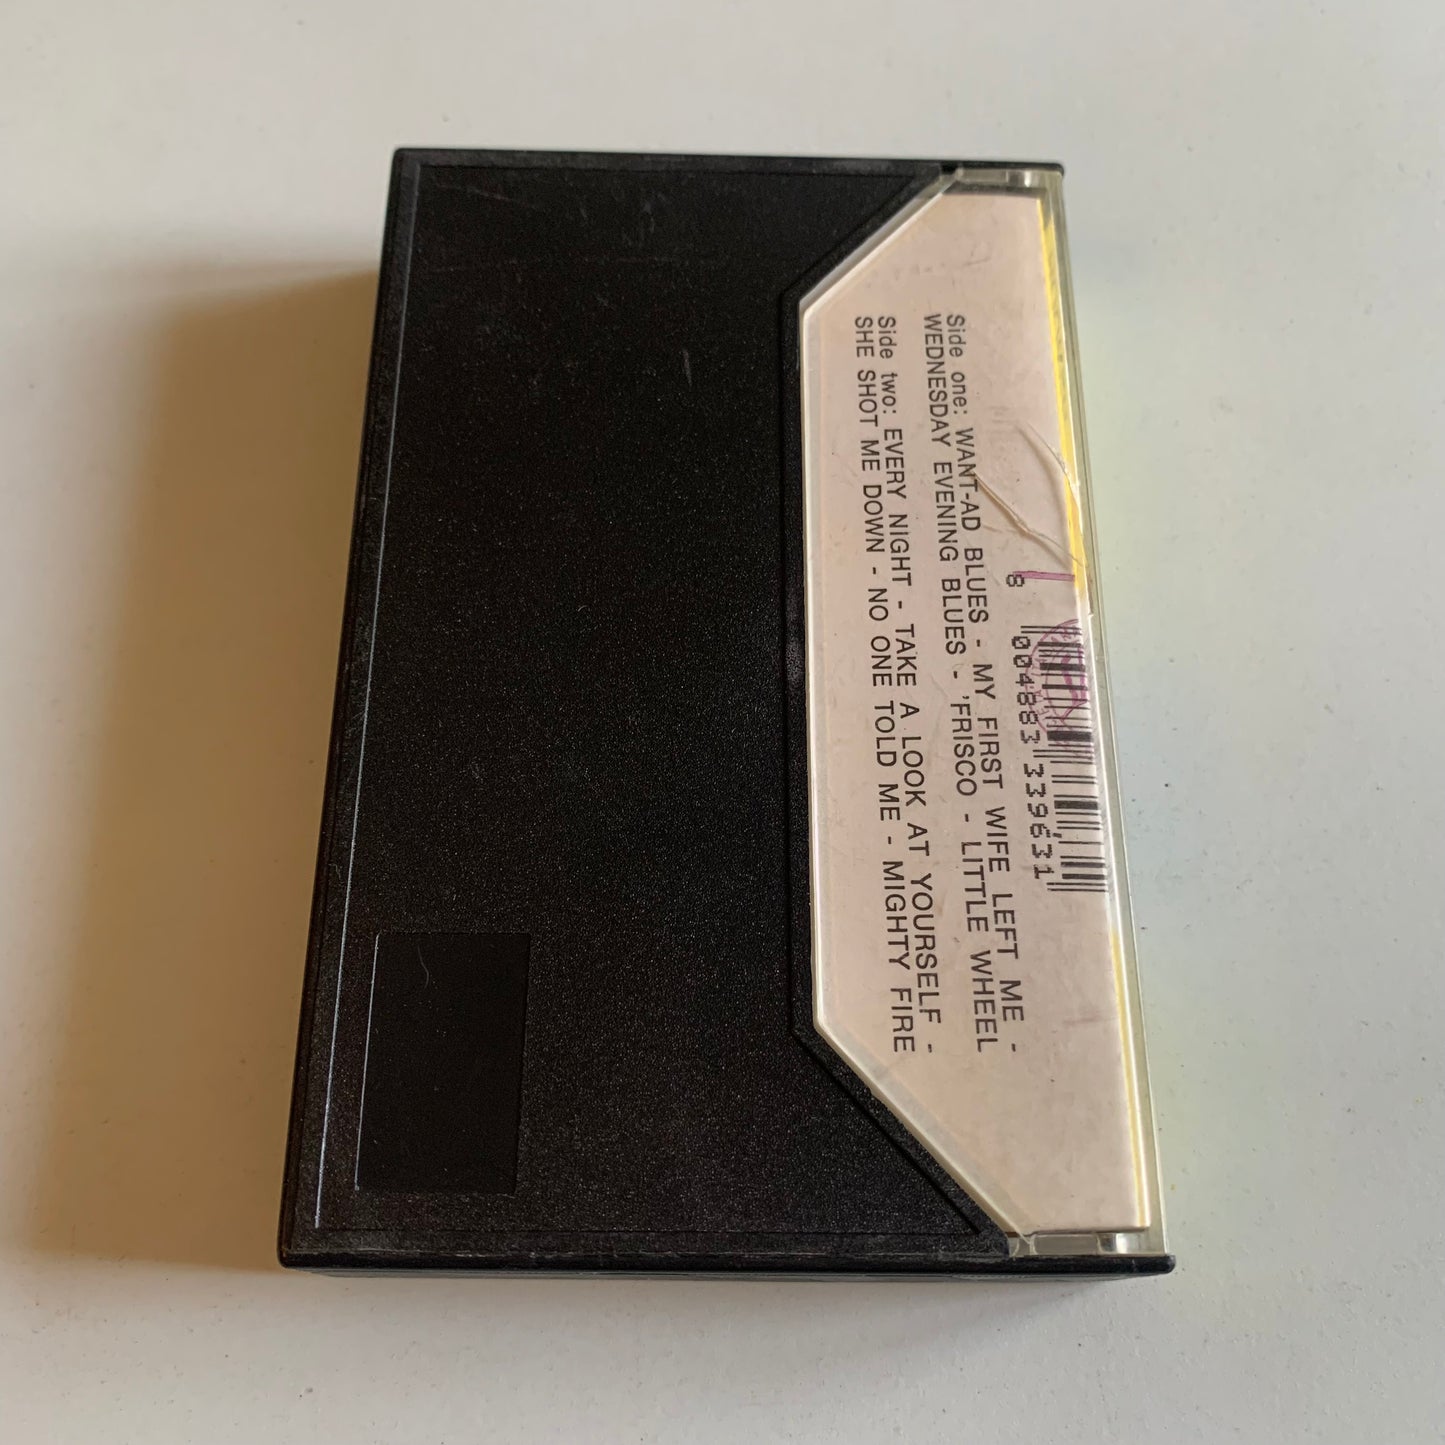 8 004883 339631
Side one: WANT-AD BLUES - MY FIRST WIFE LEFT ME -
WEDNESDAY EVENING BLUES - 'FRISCO - LITTLE WHEEL
Side two: EVERY NIGHT - TAKE A LOOK AT YOURSELF -
SHE SHOT ME DOWN - NO ONE TOLD ME - MIGHTY FIRE